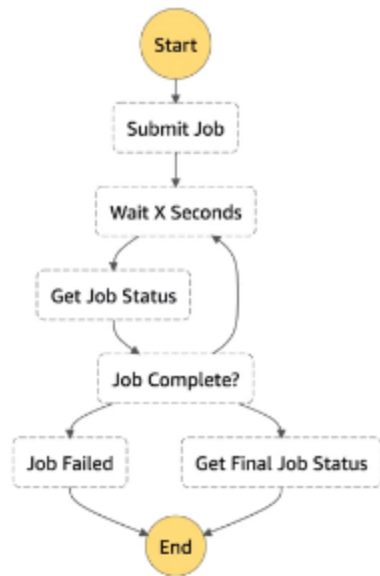 Start
Submit Job
Wait X Seconds
Get Job Status
Job Complete?
Job Failed
Get Final Job Status
End